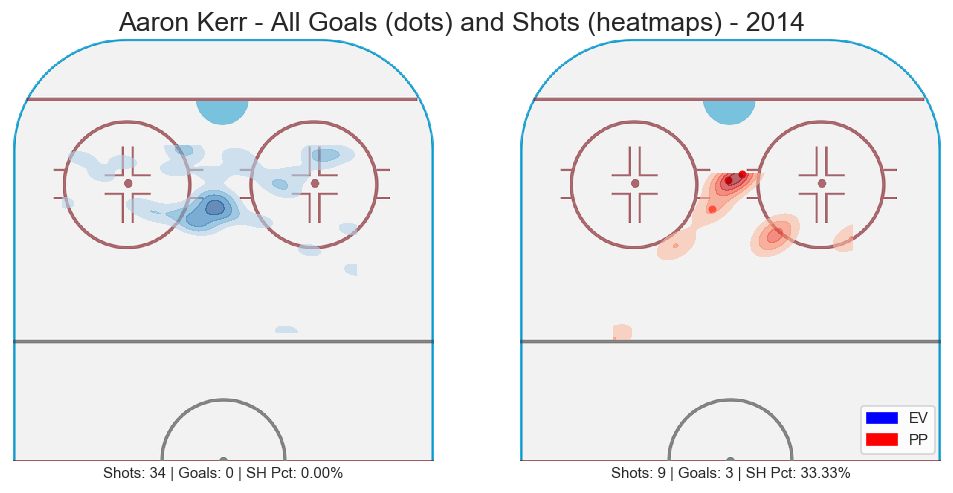 Aaron Kerr - All Goals (dots) and Shots (heatmaps) - 2014
EV
PP
Shots: 34 | Goals: 0 | SH Pct: 0.00%
Shots: 9 | Goals: 3 | SH Pct: 33.33%